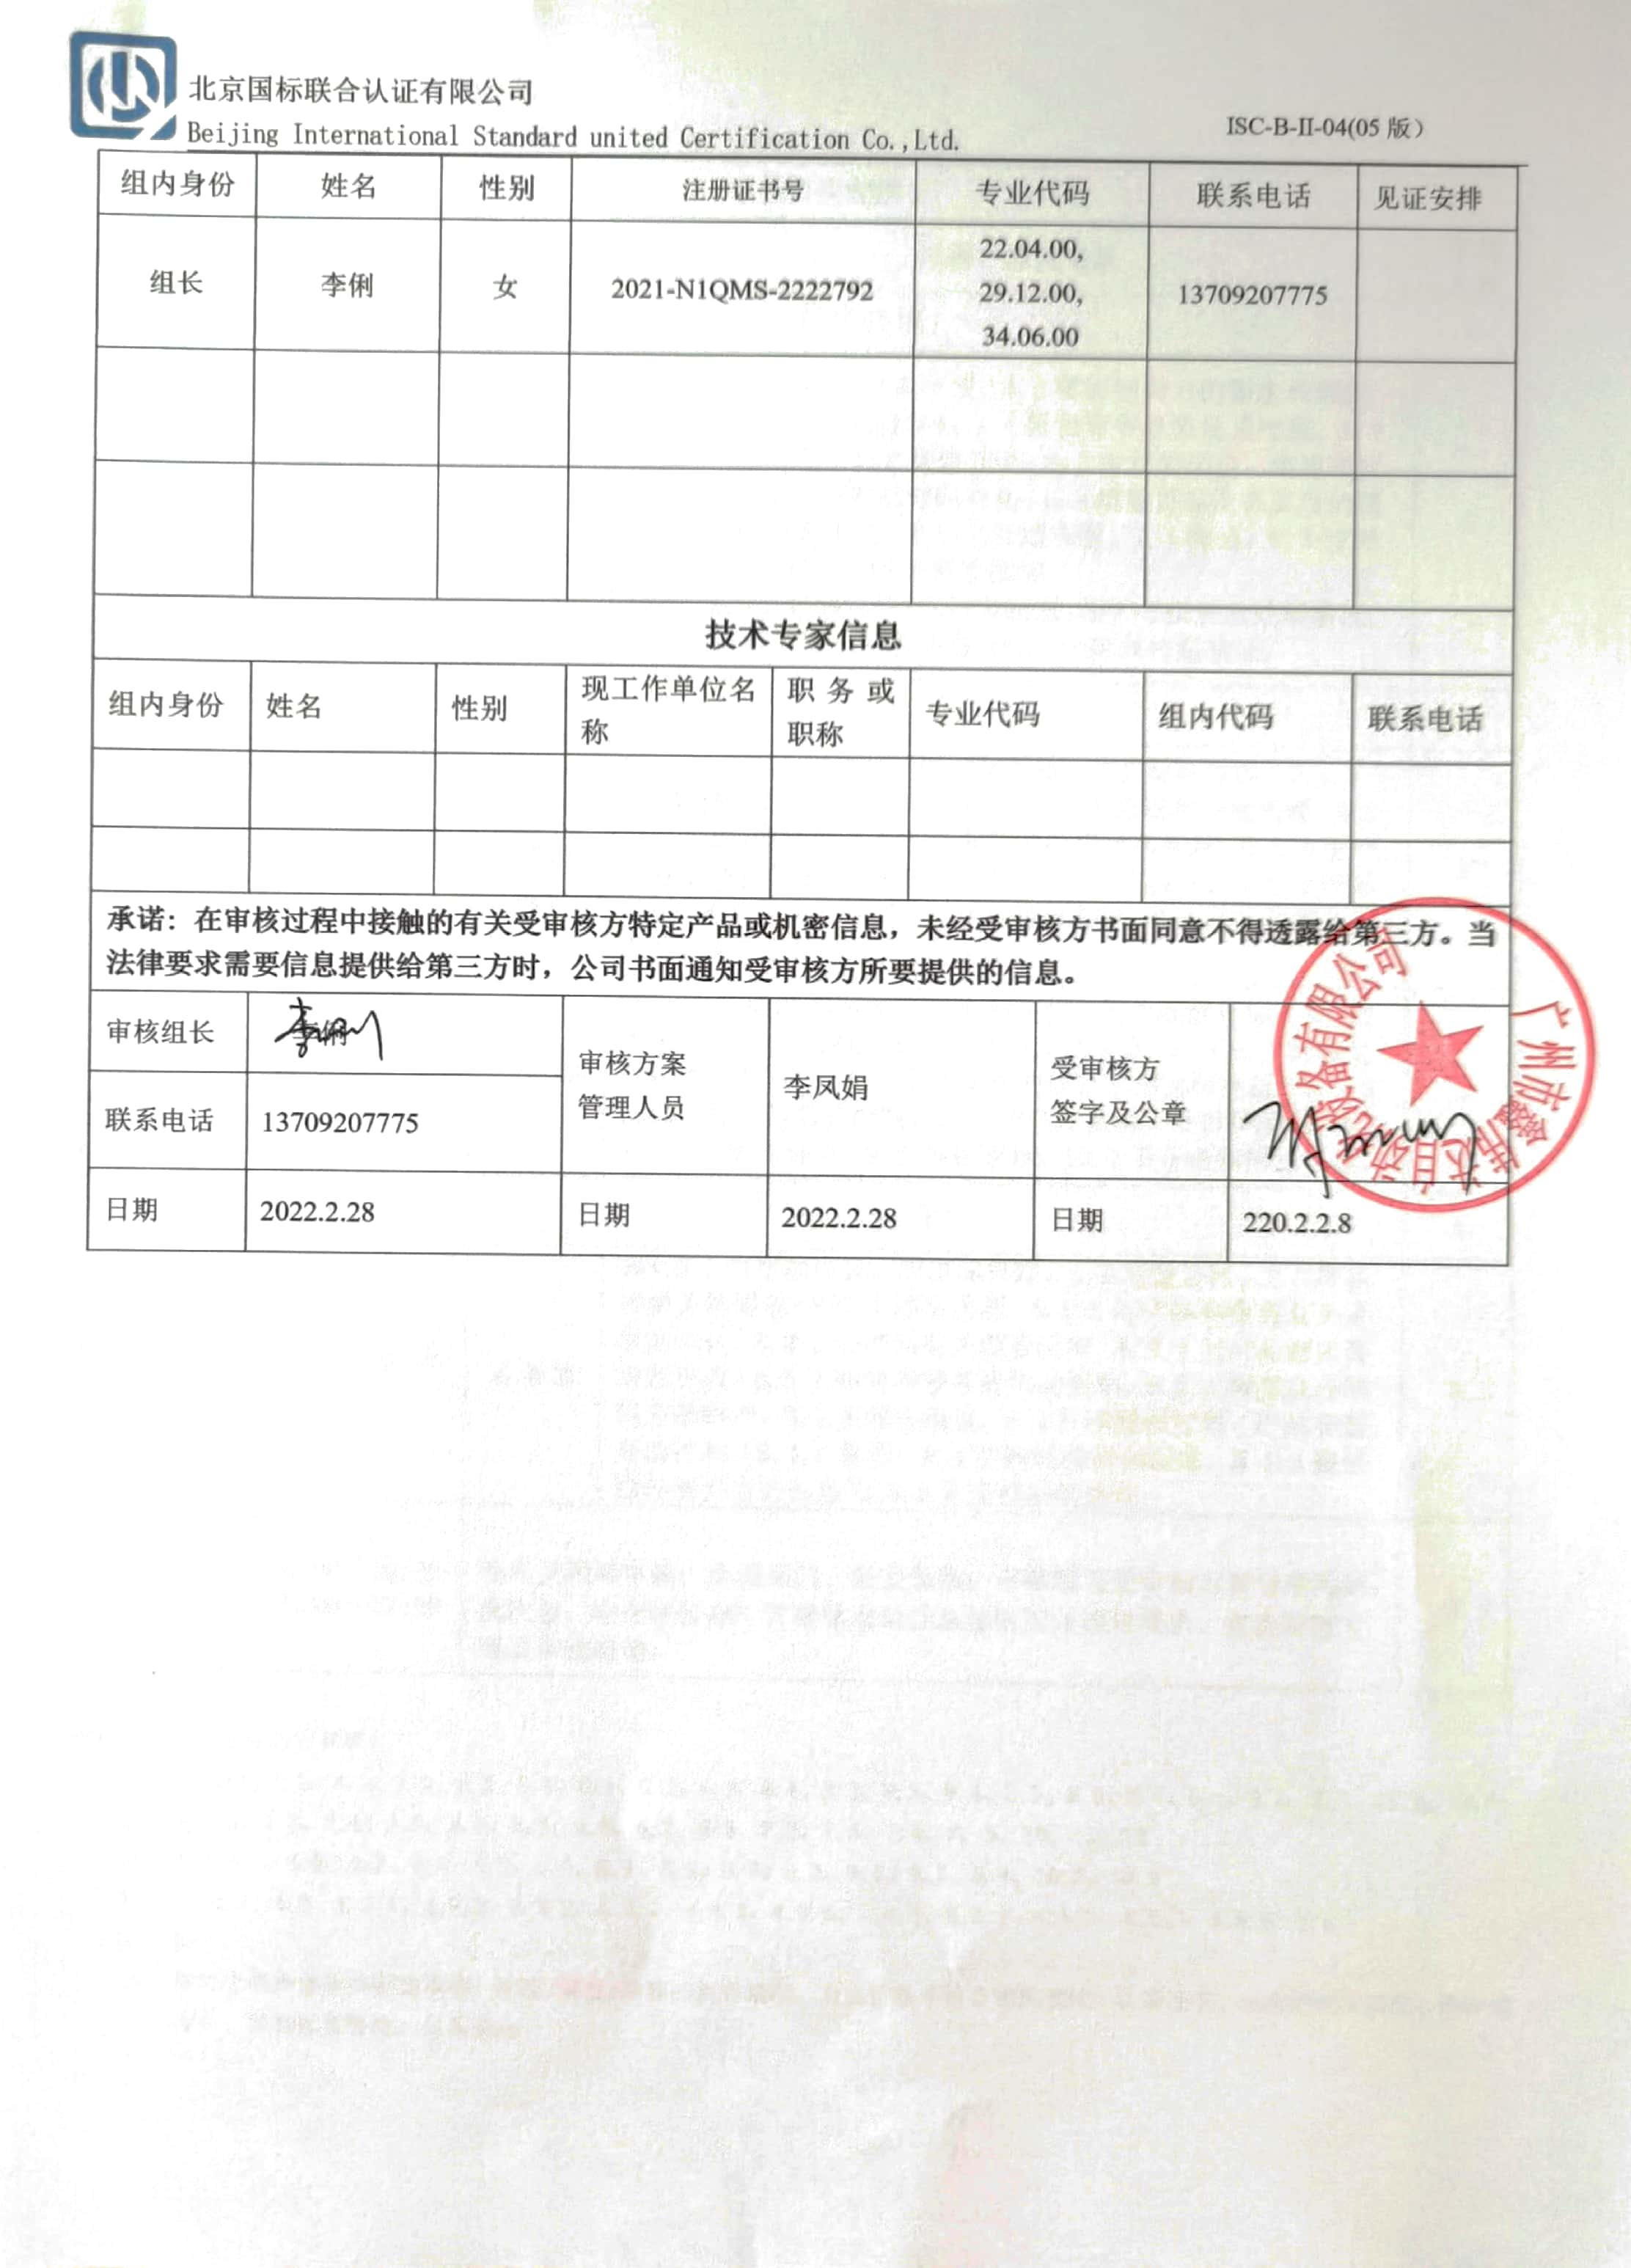 北京国标联合认证有限公司
Beijing International Standard united Certification Co.,Ltd.
ISC-B-II-04(05 版)
组内身份 姓名 性别 注册证书号 专业代码 联系电话 见证安排
组长 李俐 女 2021-N1QMS-2222792 22.04.00, 29.12.00, 34.06.00 13709207775
技术专家信息
组内身份 姓名 性别 现工作单位名称 职务或职称 专业代码 组内代码 联系电话
承诺：在审核过程中接触的有关受审核方特定产品或机密信息，未经受审核方书面同意不得透露给第三方。当
法律要求需要信息提供给第三方时，公司书面通知受审核方所要提供的信息。
审核组长 李俐
联系电话 13709207775
审核方案
管理人员
李凤娟
受审核方
签字及公章
日期 2022.2.28 日期 2022.2.28 日期 220.2.2.8